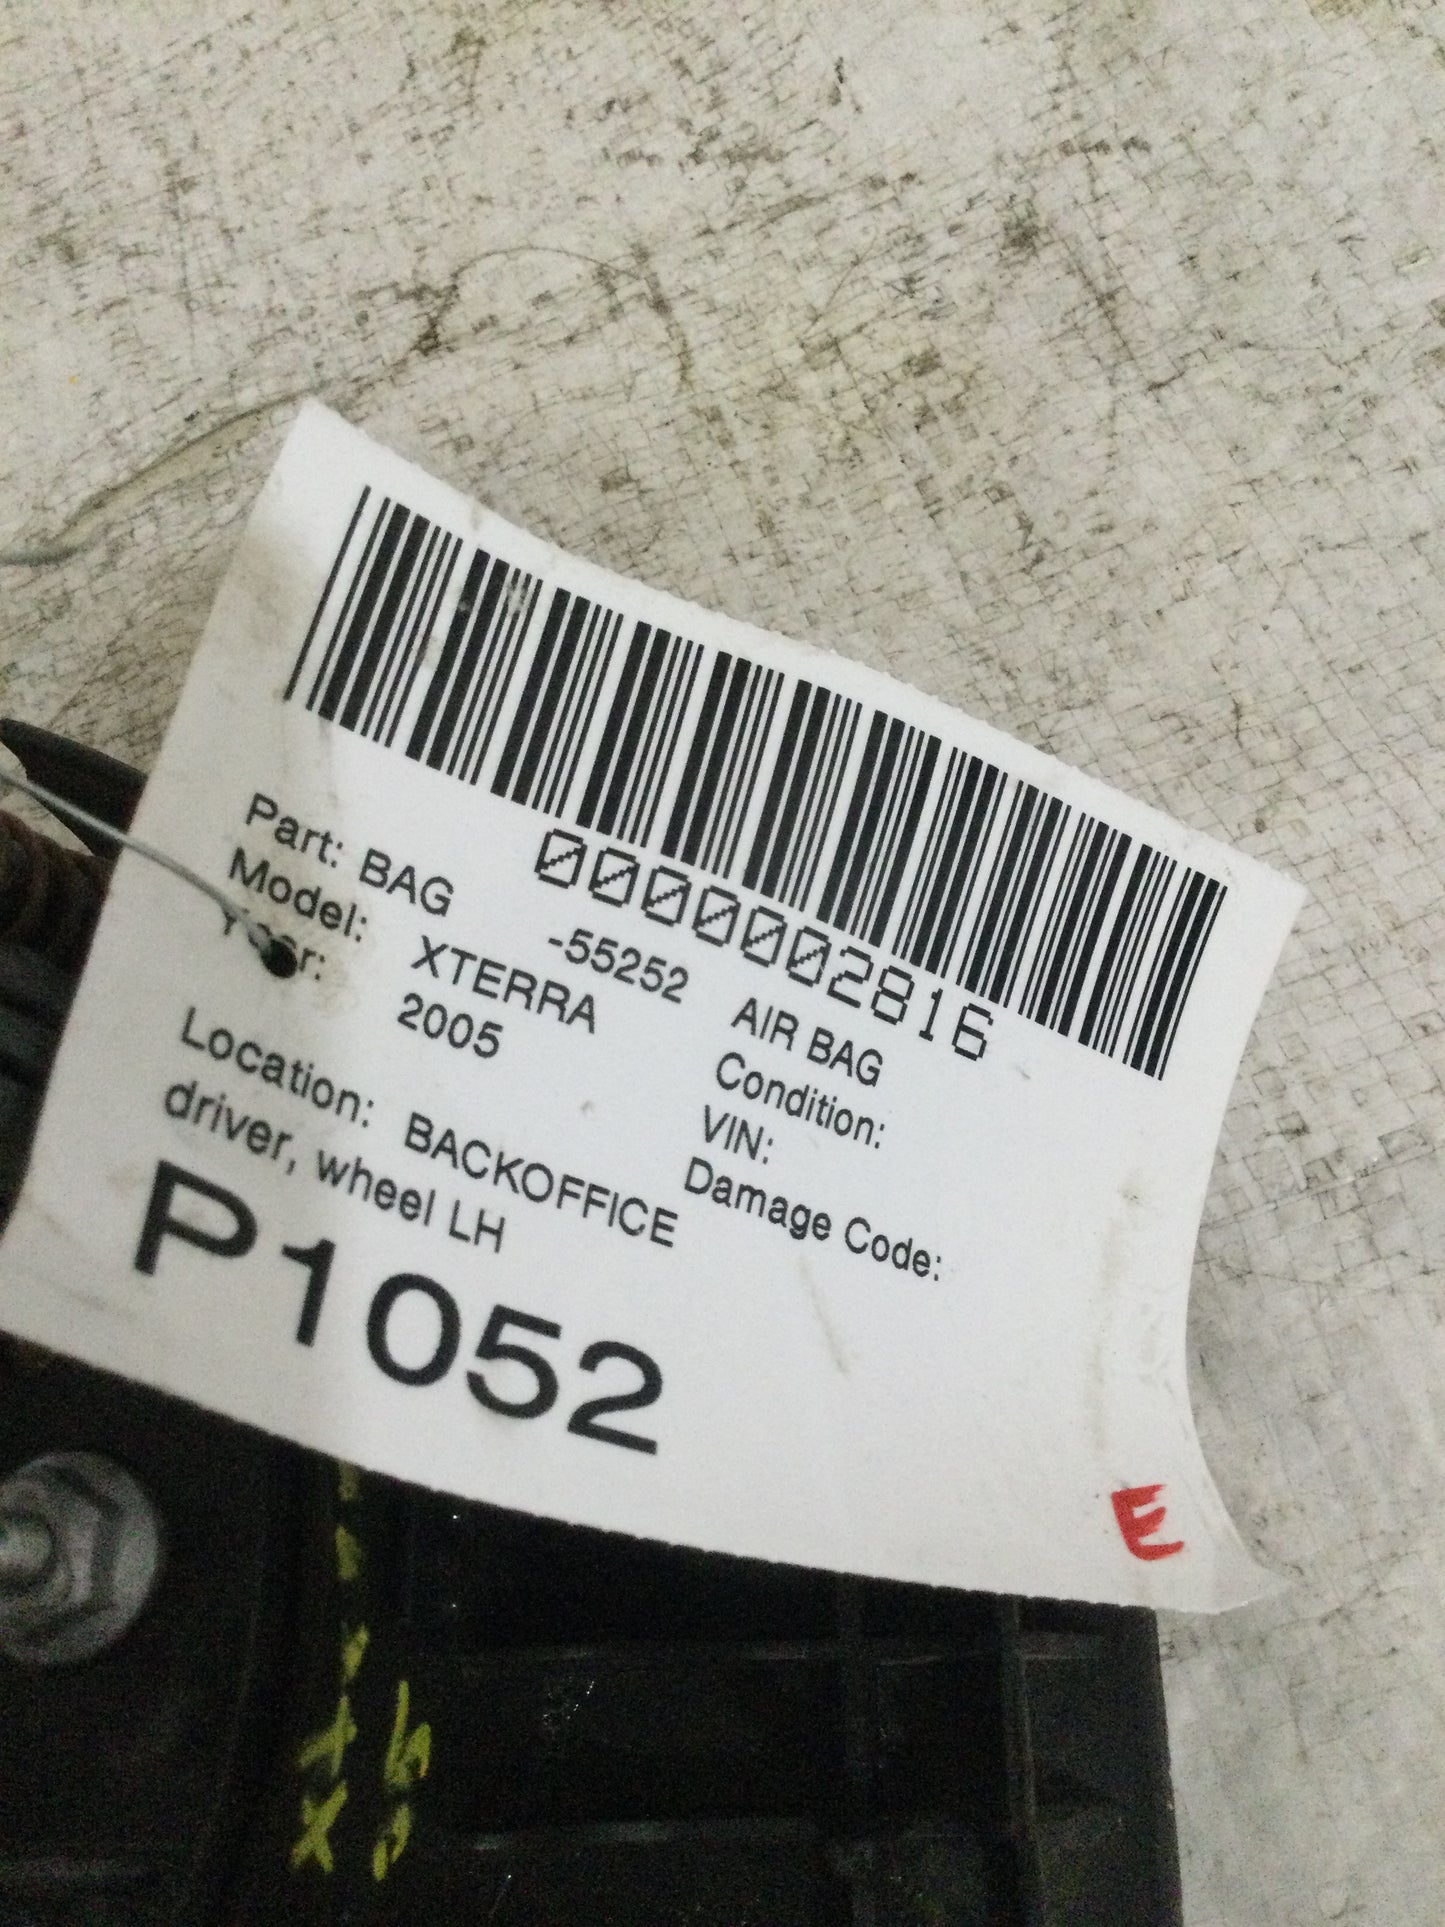 0000002816
Part: BAG -55252 AIR BAG
Model: XTERRA Condition:
Year: 2005 VIN:
Damage Code:
Location: BACKOFFICE
driver, wheel LH
P1052
E